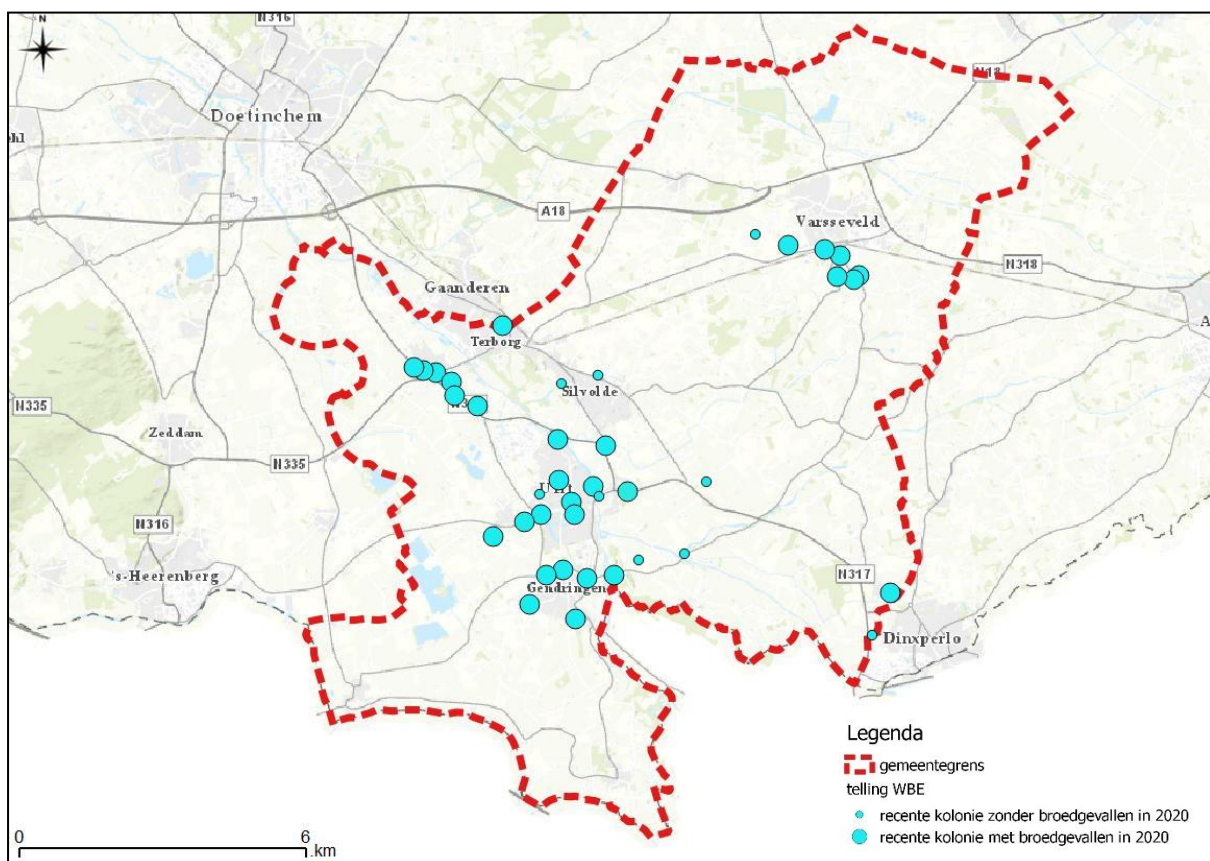 N
N316
N18
Doetinchem
A18
Varsseveld
N318
Gaanderen
Terborg
Silvolde
N335
Zeddam
N335
N316
's-Heerenberg
Gendringen
N317
Dinxperlo
Legenda
gemeentegrens
telling WBE
recente kolonie zonder broedgevallen in 2020
recente kolonie met broedgevallen in 2020
0 6
km